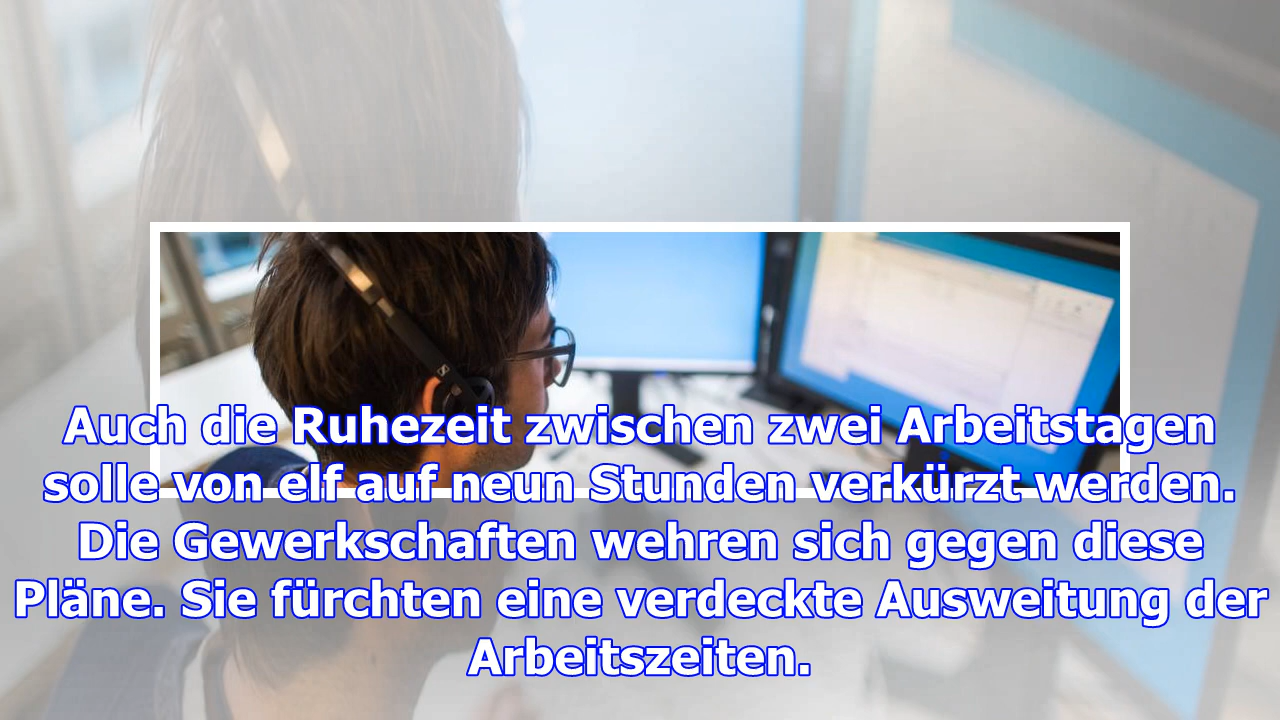 Auch die Ruhezeit zwischen zwei Arbeitstagen
solle von elf auf neun Stunden verkürzt werden.
Die Gewerkschaften wehren sich gegen diese
Pläne. Sie fürchten eine verdeckte Ausweitung der
Arbeitszeiten.